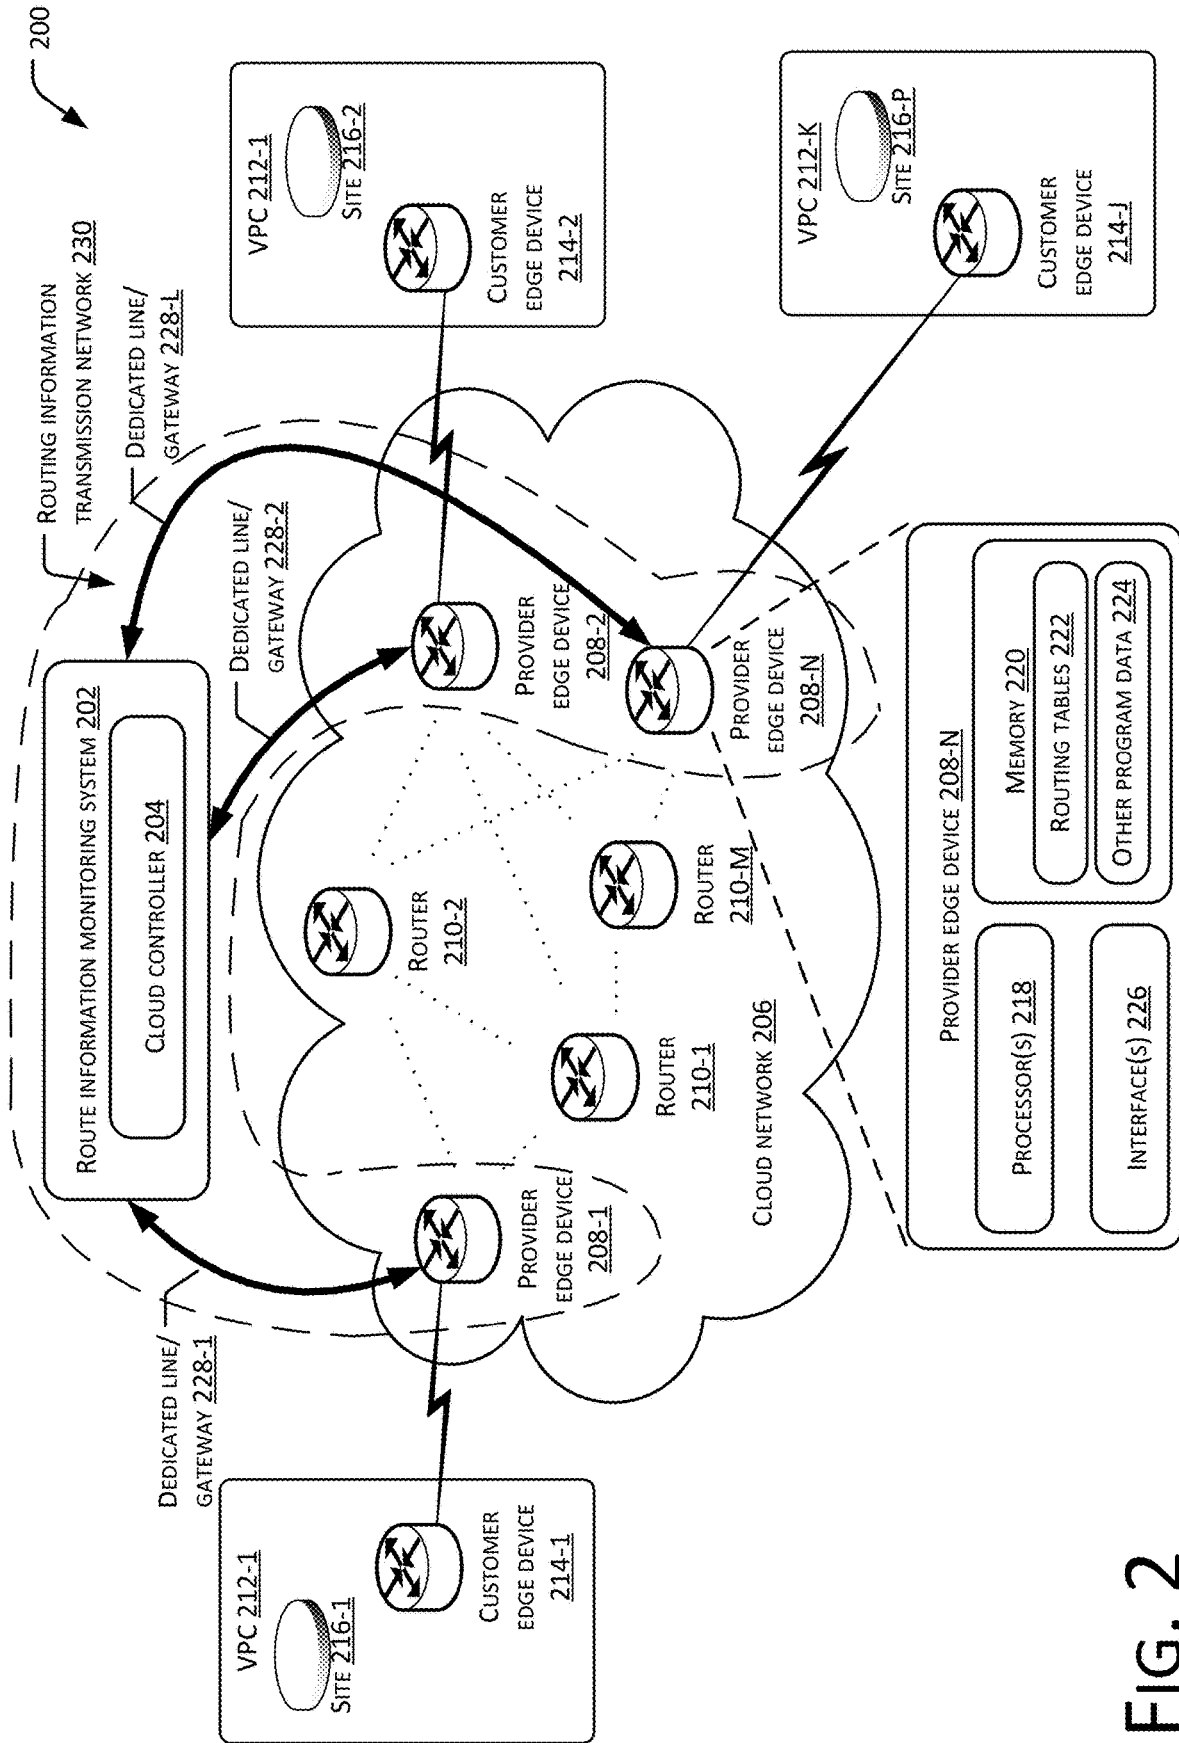 200
ROUTING INFORMATION
TRANSMISSION NETWORK 230
DEDICATED LINE/
GATEWAY 228-L
DEDICATED LINE/
GATEWAY 228-2
DEDICATED LINE/
GATEWAY 228-1
ROUTE INFORMATION MONITORING SYSTEM 202
CLOUD CONTROLLER 204
VPC 212-1
SITE 216-1
CUSTOMER
EDGE DEVICE
214-1
VPC 212-1
SITE 216-2
CUSTOMER
EDGE DEVICE
214-2
VPC 212-K
SITE 216-P
CUSTOMER
EDGE DEVICE
214-J
PROVIDER
EDGE DEVICE
208-1
PROVIDER
EDGE DEVICE
208-2
PROVIDER
EDGE DEVICE
208-N
ROUTER
210-2
ROUTER
210-1
ROUTER
210-M
CLOUD NETWORK 206
PROVIDER EDGE DEVICE 208-N
PROCESSOR(S) 218
INTERFACE(S) 226
MEMORY 220
ROUTING TABLES 222
OTHER PROGRAM DATA 224
FIG. 2